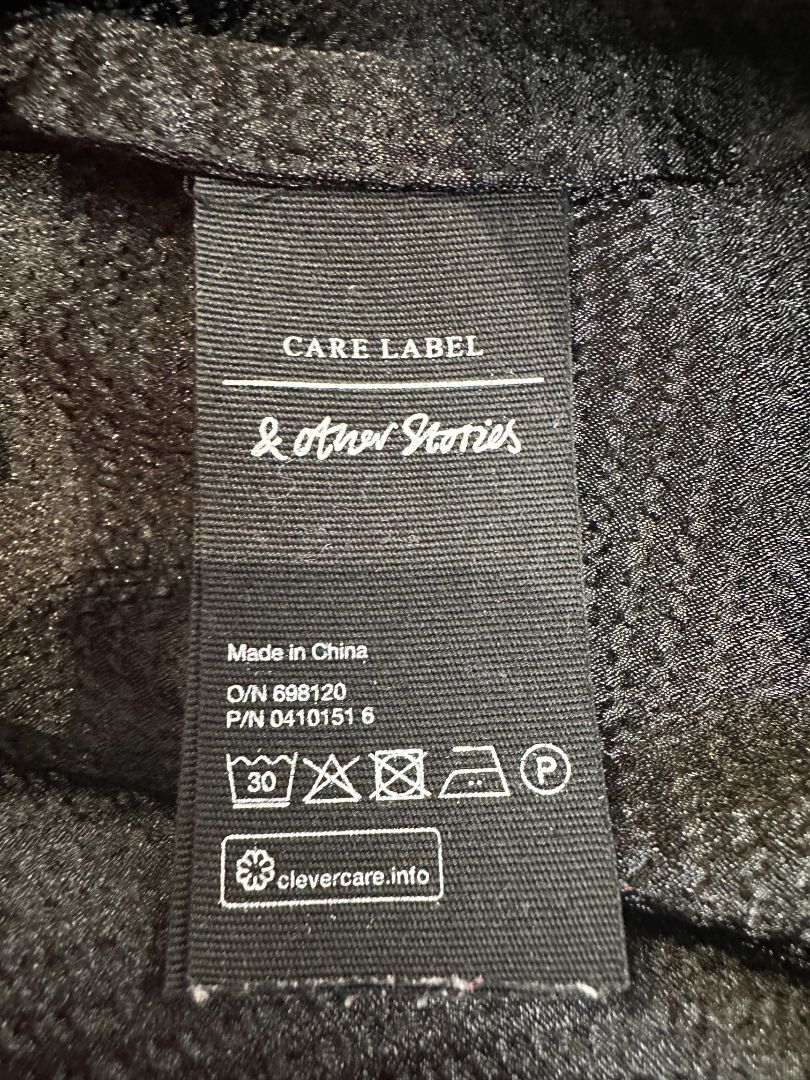 CARE LABEL
& other Stories
Made in China
O/N 698120
P/N 0410151 6
30 P
clevercare.info